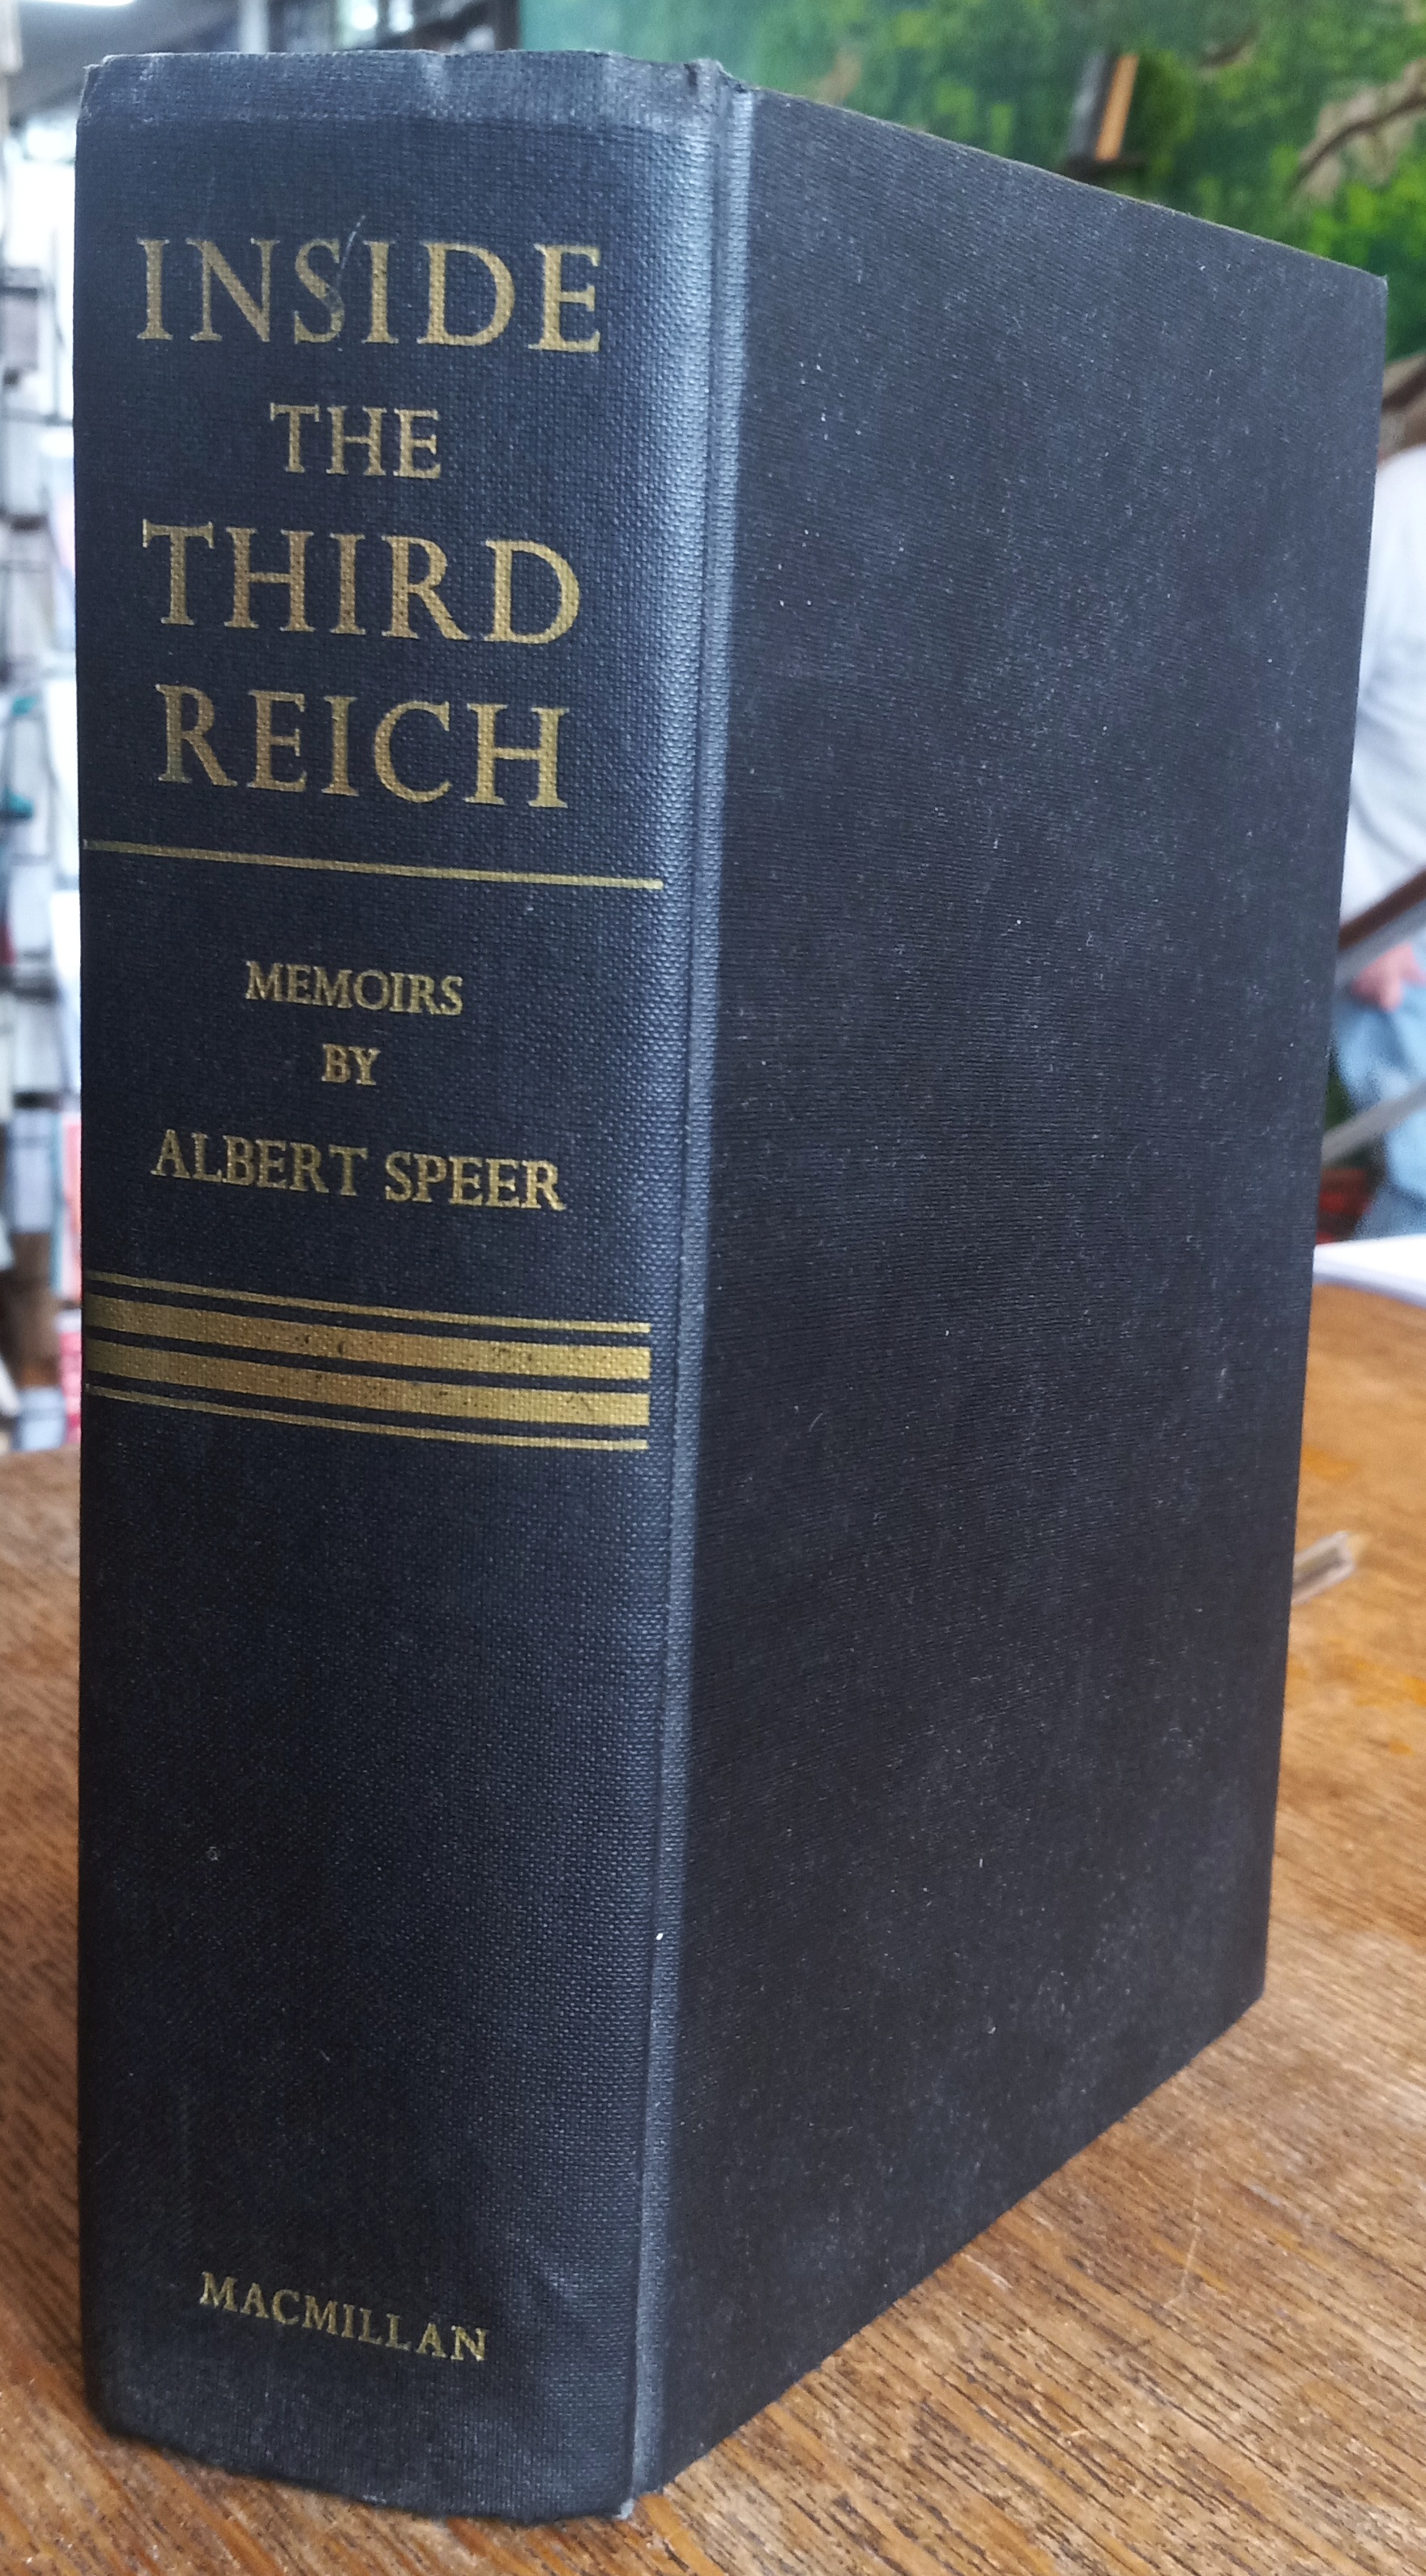 INSIDE
THE
THIRD
REICH
MEMOIRS
BY
ALBERT SPEER
MACMILLAN